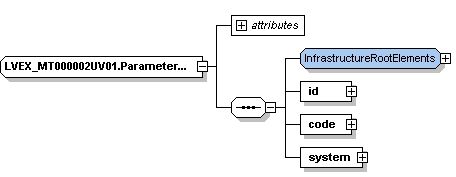 attributes
InfrastructureRootElements
LVEX_MT000002UV01.Parameter...
id
code
system